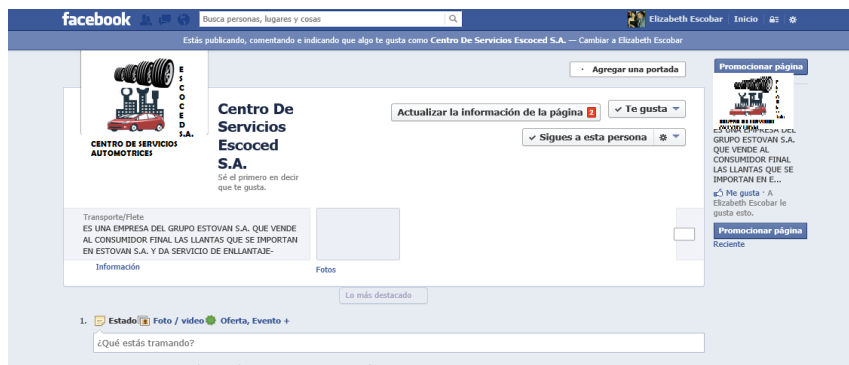 facebook
Busca personas, lugares y cosas
Elizabeth Escobar Inicio
Estás publicando, comentando e indicando que algo te gusta como Centro De Servicios Escoced S.A. — Cambiar a Elizabeth Escobar
· Agregar una portada
Promocionar página
ESCOCED
S.A.
CENTRO DE SERVICIOS
AUTOMOTRICES
Centro De
Servicios
Escoced
S.A.
Sé el primero en decir
que te gusta.
Actualizar la información de la página 2
Te gusta
Sigues a esta persona
ES UNA EMPRESA DEL
GRUPO ESTOVAN S.A.
QUE VENDE AL
CONSUMIDOR FINAL
LAS LLANTAS QUE SE
IMPORTAN EN E...
Me gusta · A
Elizabeth Escobar le
gusta esto.
Promocionar página
Reciente
Transporte/Flete
ES UNA EMPRESA DEL GRUPO ESTOVAN S.A. QUE VENDE
AL CONSUMIDOR FINAL LAS LLANTAS QUE SE IMPORTAN
EN ESTOVAN S.A. Y DA SERVICIO DE ENLLANTAJE-
Información
Fotos
Lo más destacado
1. Estado Foto / video Oferta, Evento +
¿Qué estás tramando?